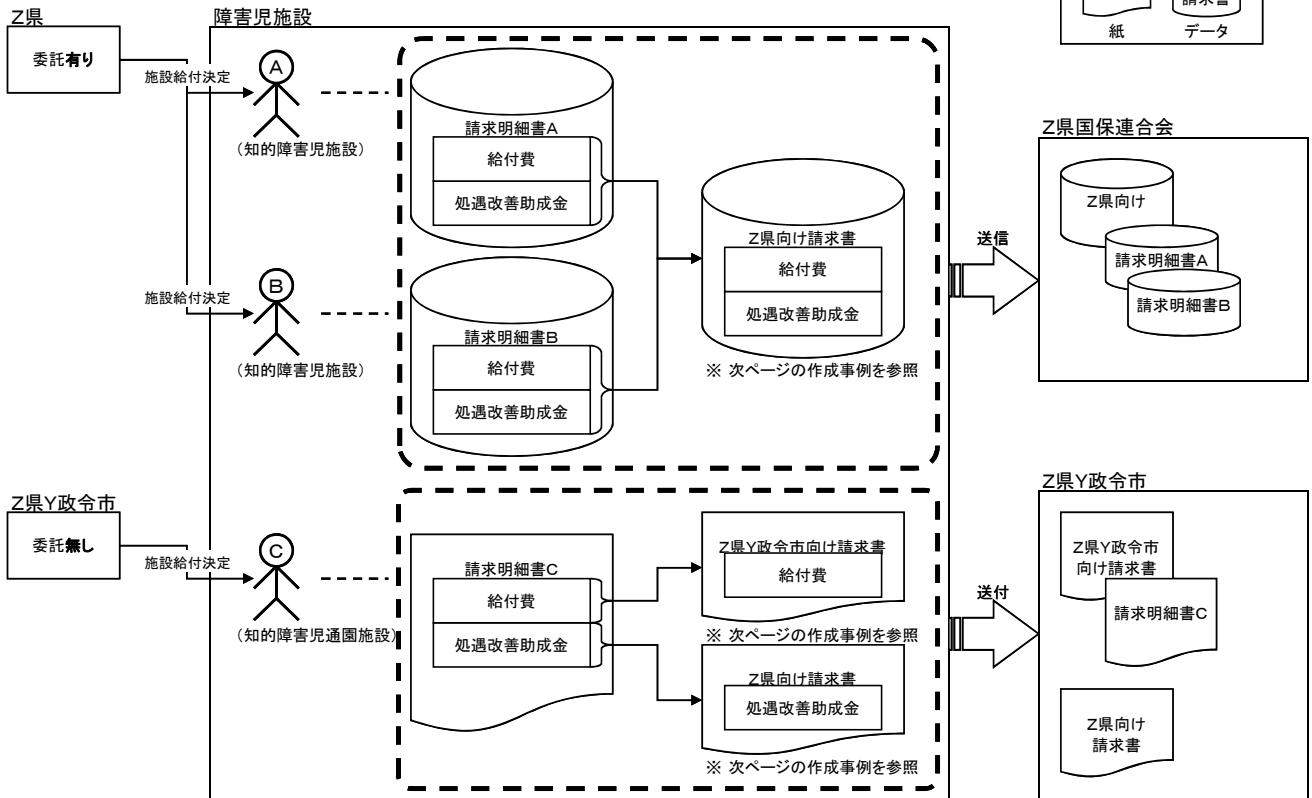 請求書
紙
データ
Z県
委託有り
障害児施設
施設給付決定
A
(知的障害児施設)
請求明細書A
給付費
処遇改善助成金
施設給付決定
B
(知的障害児施設)
請求明細書B
給付費
処遇改善助成金
Z県向け請求書
給付費
処遇改善助成金
※ 次ページの作成事例を参照
送信
Z県国保連合会
Z県向け
請求明細書A
請求明細書B
Z県Y政令市
委託無し
施設給付決定
C
(知的障害児通園施設)
請求明細書C
給付費
処遇改善助成金
Z県Y政令市向け請求書
給付費
※ 次ページの作成事例を参照
Z県向け請求書
処遇改善助成金
※ 次ページの作成事例を参照
送付
Z県Y政令市
Z県Y政令市
向け請求書
請求明細書C
Z県向け
請求書